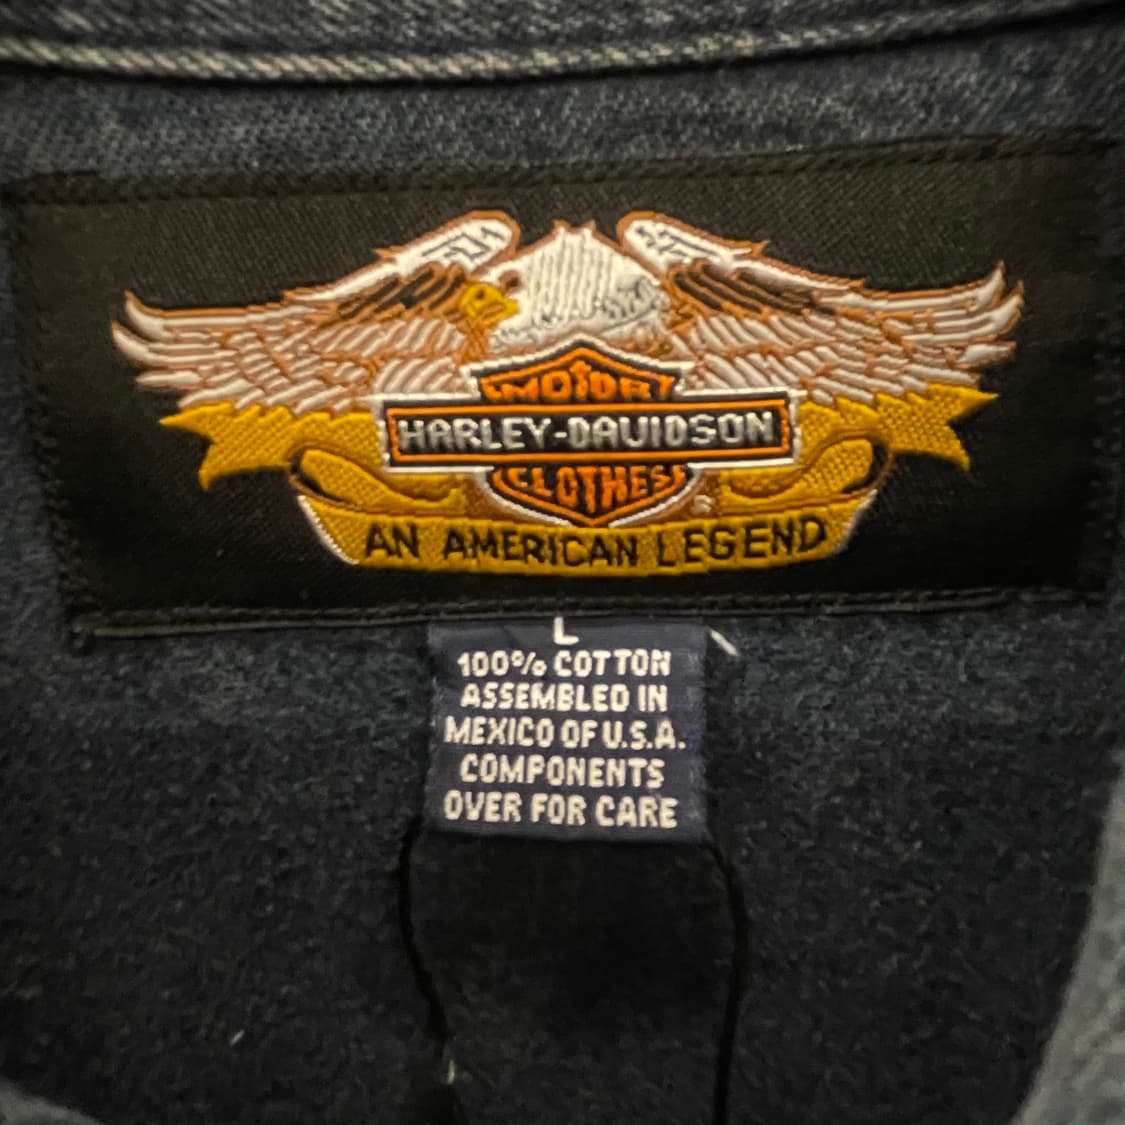 MOTOR
HARLEY-DAVIDSON
CLOTHES
®
AN AMERICAN LEGEND
L
100% COTTON
ASSEMBLED IN
MEXICO OF U.S.A.
COMPONENTS
OVER FOR CARE